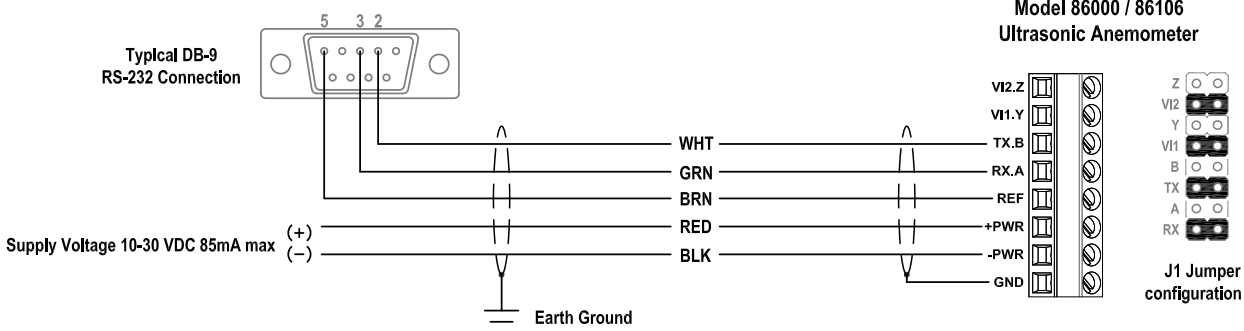 Model 86000 / 86106
Ultrasonic Anemometer
5 3 2
Typical DB-9
RS-232 Connection
VI2.Z
VI1.Y
TX.B
RX.A
REF
+PWR
-PWR
GND
Z
VI2
Y
VI1
B
TX
A
RX
WHT
GRN
BRN
RED
BLK
Supply Voltage 10-30 VDC 85mA max
(+)
(−)
J1 Jumper
configuration
Earth Ground